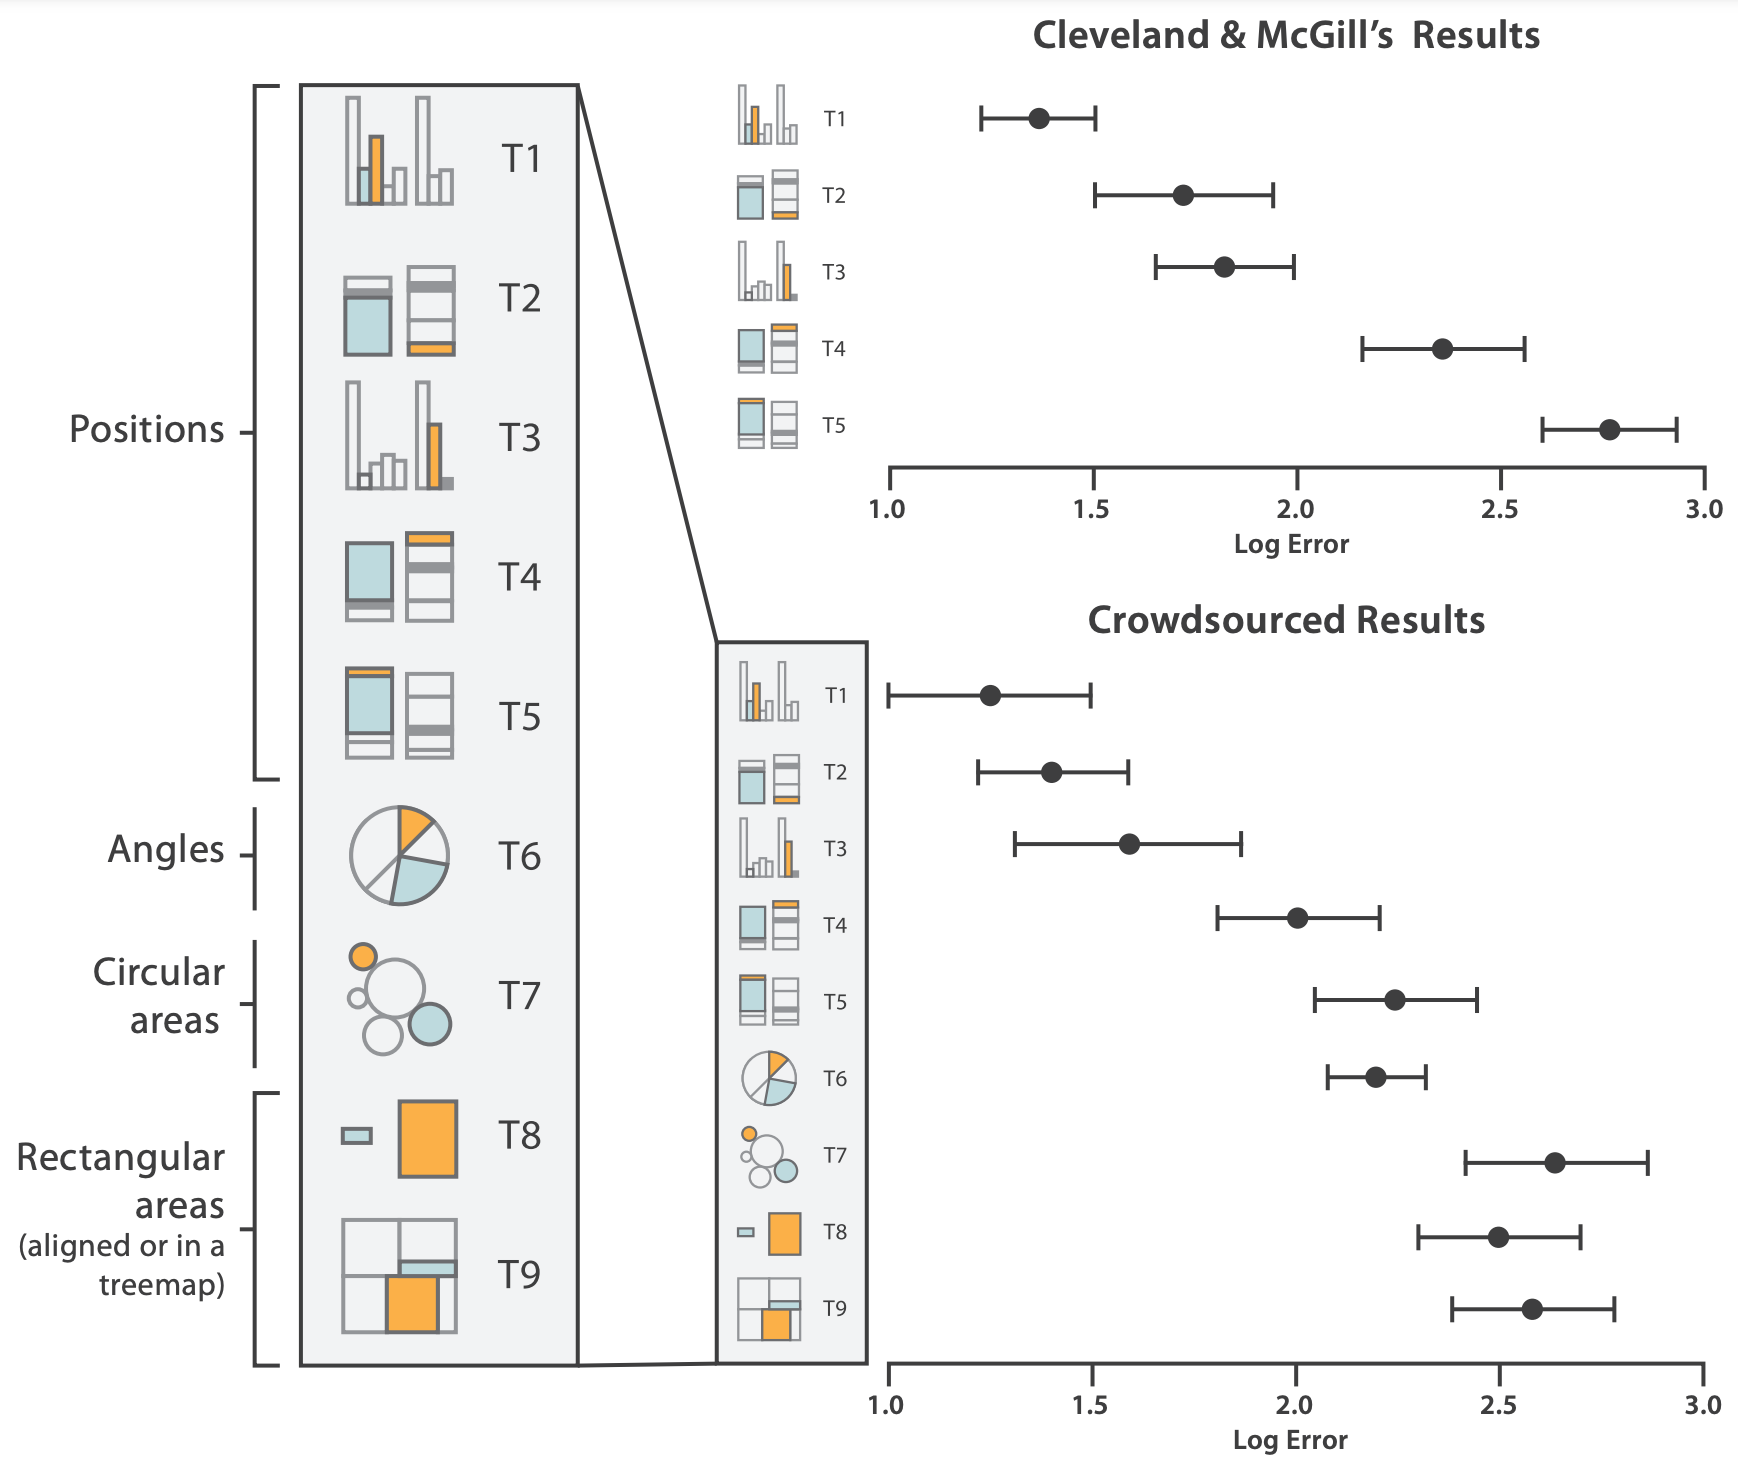 Cleveland & McGill's Results
Positions
Angles
Circular
areas
Rectangular
areas
(aligned or in a
treemap)
T1
T2
T3
T4
T5
T6
T7
T8
T9
T1
T2
T3
T4
T5
1.0 1.5 2.0 2.5 3.0
Log Error
Crowdsourced Results
T1
T2
T3
T4
T5
T6
T7
T8
T9
1.0 1.5 2.0 2.5 3.0
Log Error